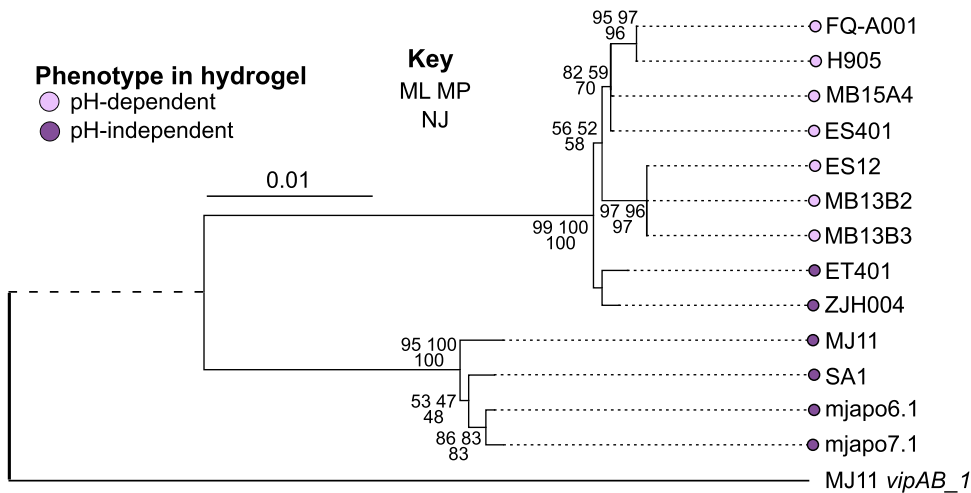 Phenotype in hydrogel
pH-dependent
pH-independent
Key
ML MP
NJ
0.01
95 97
96
82 59
70
56 52
58
97 96
97
99 100
100
95 100
100
53 47
48
86 83
83
FQ-A001
H905
MB15A4
ES401
ES12
MB13B2
MB13B3
ET401
ZJH004
MJ11
SA1
mjapo6.1
mjapo7.1
MJ11 vipAB_1